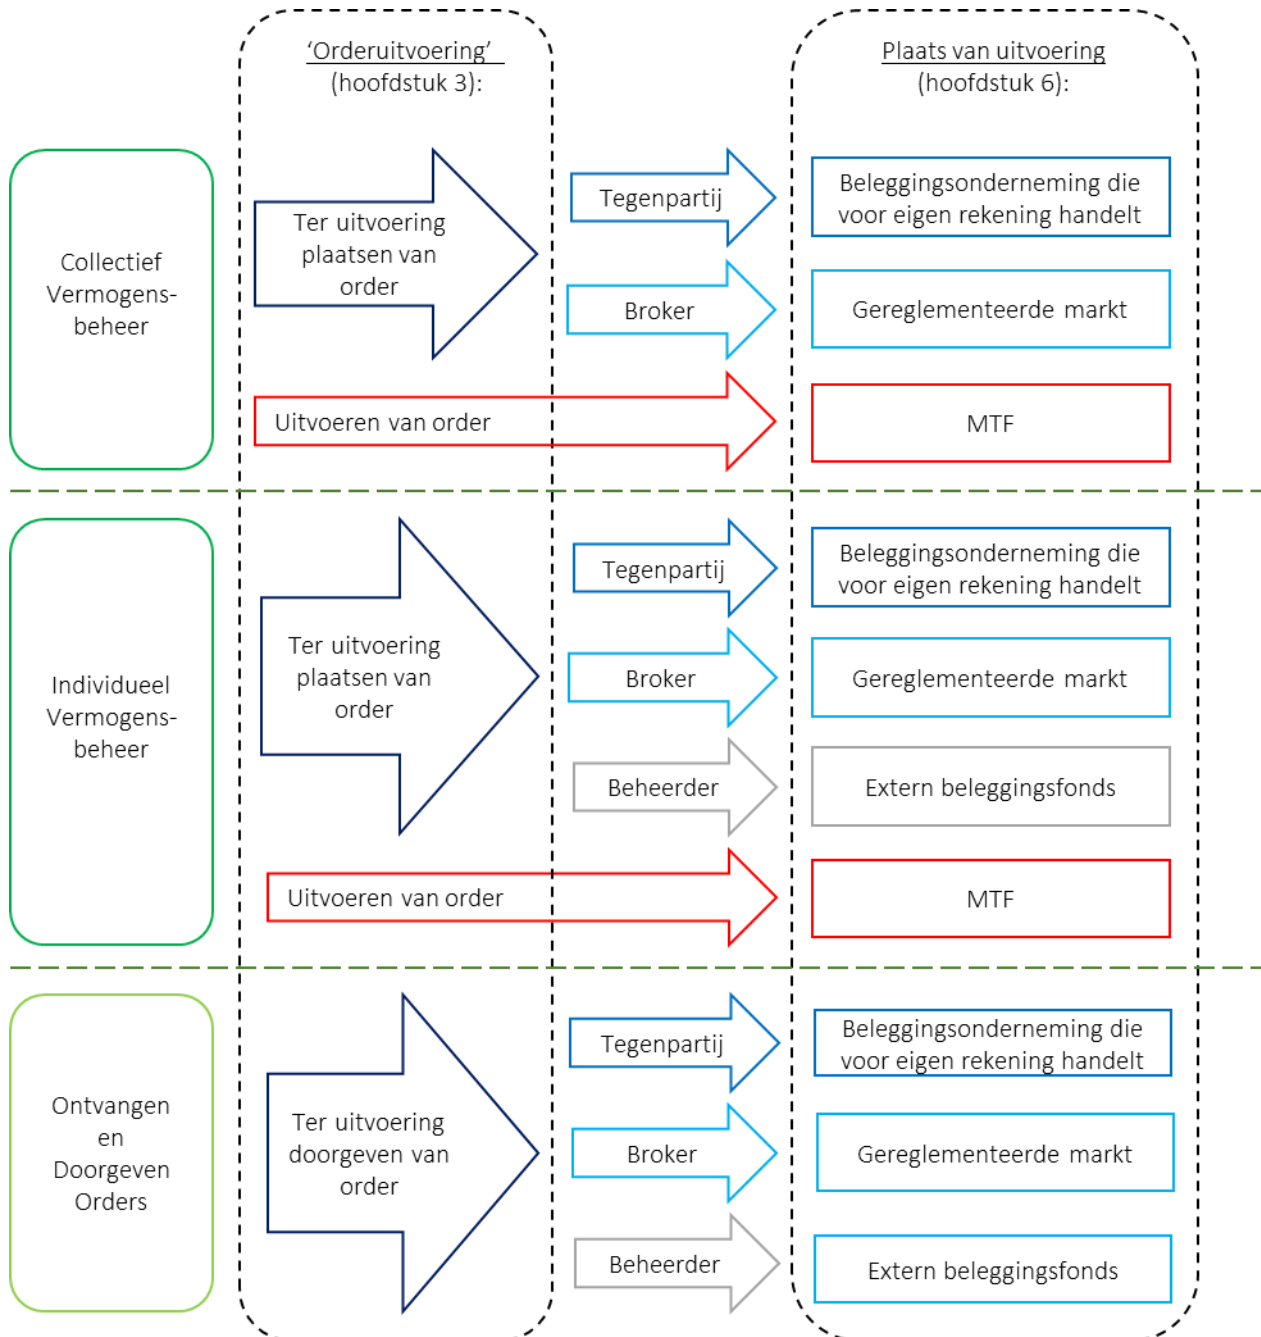 'Orderuitvoering'
(hoofdstuk 3):
Plaats van uitvoering
(hoofdstuk 6):
Collectief
Vermogens-
beheer
Ter uitvoering
plaatsen van
order
Tegenpartij
Beleggingsonderneming die
voor eigen rekening handelt
Broker
Gereglementeerde markt
Uitvoeren van order
MTF
Individueel
Vermogens-
beheer
Ter uitvoering
plaatsen van
order
Tegenpartij
Beleggingsonderneming die
voor eigen rekening handelt
Broker
Gereglementeerde markt
Beheerder
Extern beleggingsfonds
Uitvoeren van order
MTF
Ontvangen
en
Doorgeven
Orders
Ter uitvoering
doorgeven van
order
Tegenpartij
Beleggingsonderneming die
voor eigen rekening handelt
Broker
Gereglementeerde markt
Beheerder
Extern beleggingsfonds